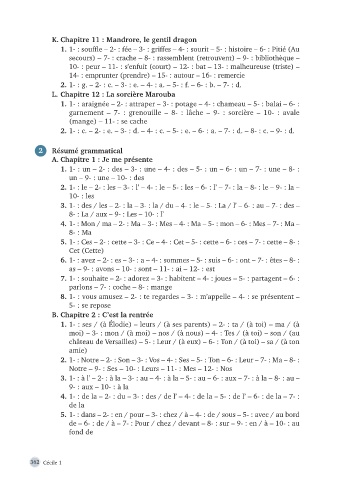 K. Chapitre 11 : Mandrore, le gentil dragon
1. 1- : souffle – 2- : fée – 3- : griffes – 4- : sourit – 5- : histoire – 6- : Pitié (Au
secours) – 7- : crache – 8- : rassemblent (retrouvent) – 9- : bibliothèque –
10- : peur – 11- : s'enfuit (court) – 12- : bat – 13- : malheureuse (triste) –
14- : emprunter (prendre) – 15- : autour – 16- : remercie
2. 1- : g. – 2- : c. – 3- : e. – 4- : a. – 5- : f. – 6- : b. – 7- : d.
L. Chapitre 12 : La sorcière Marouba
1. 1- : araignée – 2- : attraper – 3- : potage – 4- : chameau – 5- : balai – 6- :
garnement – 7- : grenouille – 8- : lâche – 9- : sorcière – 10- : avale
(mange) – 11- : se cache
2. 1- : c. – 2- : e. – 3- : d. – 4- : c. – 5- : e. – 6- : a. – 7- : d. – 8- : c. – 9- : d.
2 Résumé grammatical
A. Chapitre 1 : Je me présente
1. 1- : un – 2- : des – 3- : une – 4- : des – 5- : un – 6- : un – 7- : une – 8- :
un – 9- : une – 10- : des
2. 1- : le – 2- : les – 3- : l' – 4- : le – 5- : les – 6- : l' – 7- : la – 8- : le – 9- : la –
10- : les
3. 1- : des / les – 2- : la – 3- : la / du – 4- : le – 5- : La / l' – 6- : au – 7- : des –
8- : La / aux – 9- : Les – 10- : l'
4. 1- : Mon / ma – 2- : Ma – 3- : Mes – 4- : Ma – 5- : mon – 6- : Mes – 7- : Ma –
8- : Ma
5. 1- : Ces – 2- : cette – 3- : Ce – 4- : Cet – 5- : cette – 6- : ces – 7- : cette – 8- :
Cet (Cette)
6. 1- : avez – 2- : es – 3- : a – 4- : sommes – 5- : suis – 6- : ont – 7- : êtes – 8- :
as – 9- : avons – 10- : sont – 11- : ai – 12- : est
7. 1- : souhaite – 2- : adorez – 3- : habitent – 4- : joues – 5- : partagent – 6- :
parlons – 7- : coche – 8- : mange
8. 1- : vous amusez – 2- : te regardes – 3- : m'appelle – 4- : se présentent –
5- : se repose
B. Chapitre 2 : C'est la rentrée
1. 1- : ses / (à Élodie) – leurs / (à ses parents) – 2- : ta / (à toi) – ma / (à
moi) – 3- : mon / (à moi) – nos / (à nous) – 4- : Tes / (à toi) – son / (au
château de Versailles) – 5- : Leur / (à eux) – 6- : Ton / (à toi) – sa / (à ton
amie)
2. 1- : Notre – 2- : Son – 3- : Vos – 4- : Ses – 5- : Ton – 6- : Leur – 7- : Ma – 8- :
Notre – 9- : Ses – 10- : Leurs – 11- : Mes – 12- : Nos
3. 1- : à l' – 2- : à la – 3- : au – 4- : à la – 5- : au – 6- : aux – 7- : à la – 8- : au –
9- : aux – 10- : à la
4. 1- : de la – 2- : du – 3- : des / de l' – 4- : de la – 5- : de l' – 6- : de la – 7- :
de la
5. 1- : dans – 2- : en / pour – 3- : chez / à – 4- : de / sous – 5- : avec / au bord
de – 6- : de / à – 7- : Pour / chez / devant – 8- : sur – 9- : en / à – 10- : au
fond de
342 Cécile 1